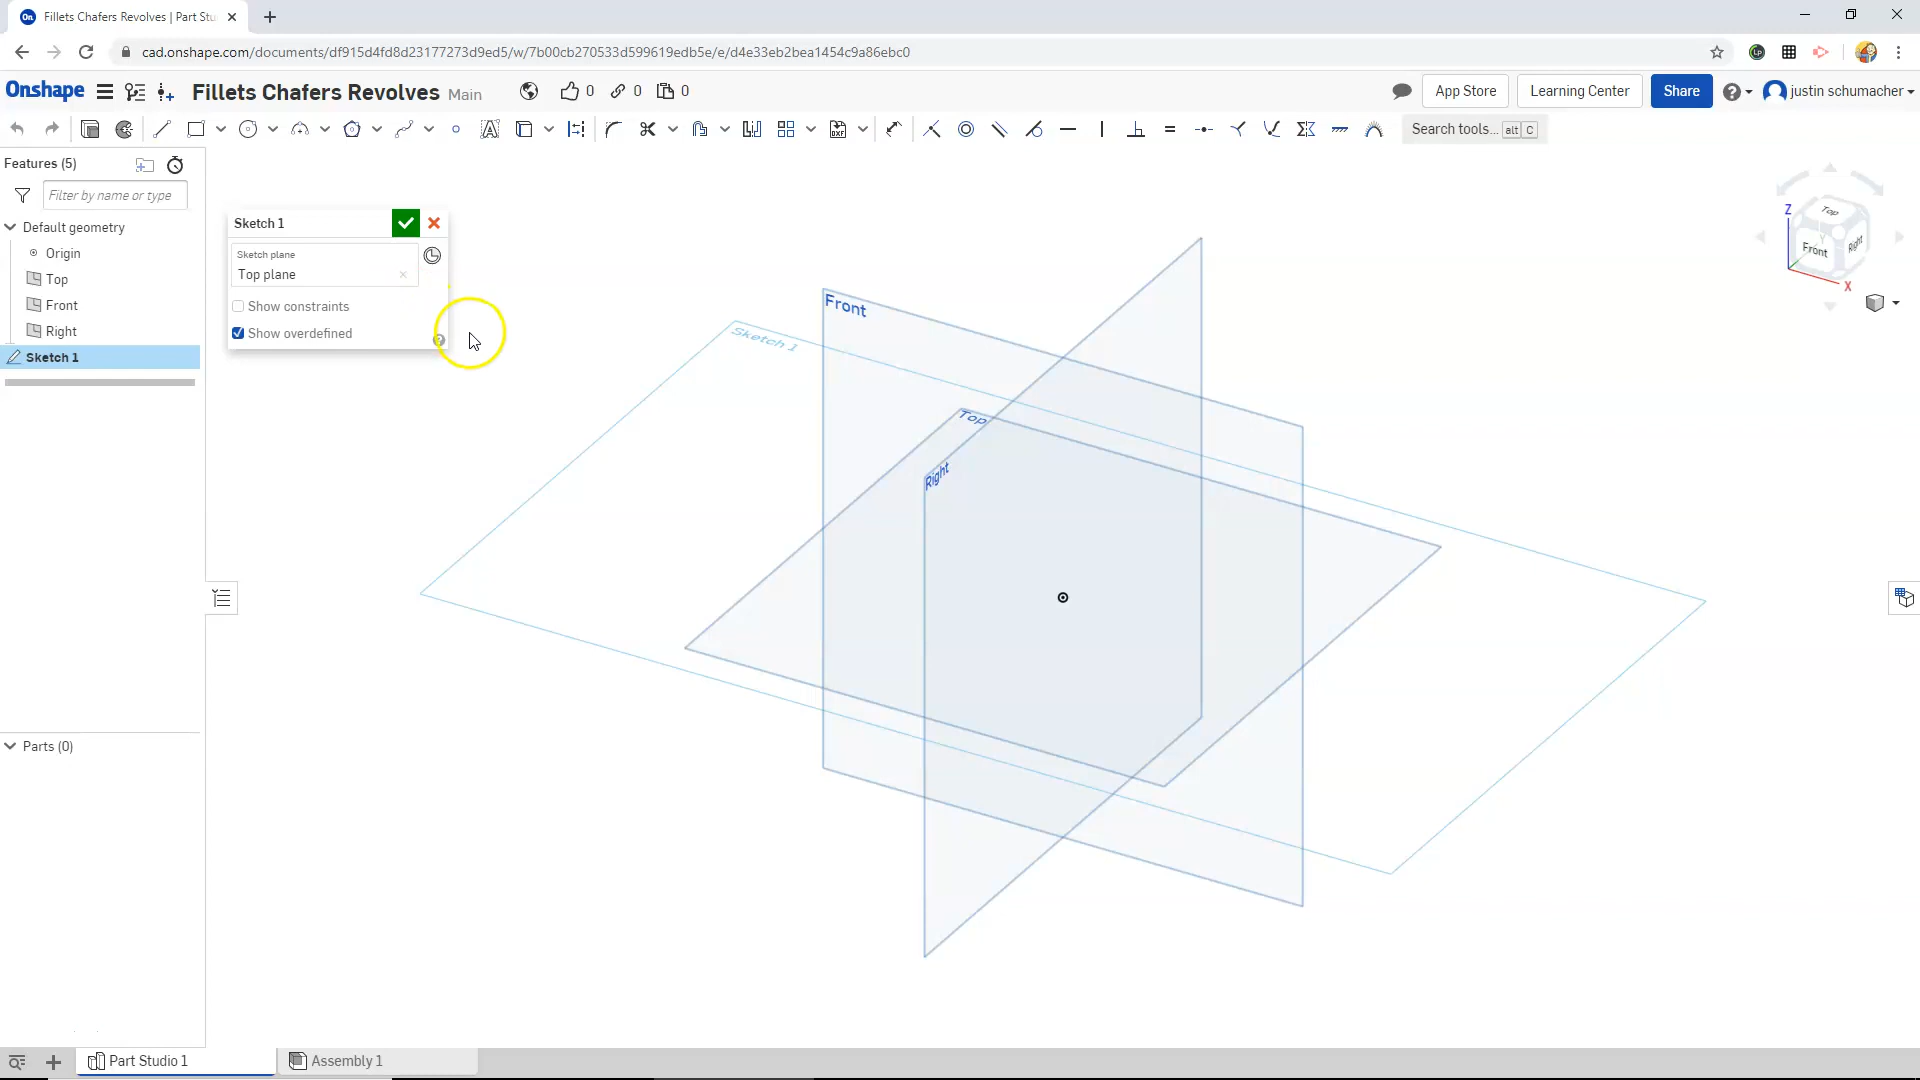 Fillets Chafers Revolves | Part Stu
cad.onshape.com/documents/df915d4fd8d23177273d9ed5/w/7b00cb270533d599619edb5e/e/d4e33eb2bea1454c9a86ebc0
Onshape
Fillets Chafers Revolves Main
0
0
0
App Store
Learning Center
Share
justin schumacher
Search tools... alt C
Features (5)
Filter by name or type
Default geometry
Origin
Top
Front
Right
Sketch 1
Parts (0)
Sketch 1
Sketch plane
Top plane
Show constraints
Show overdefined
Front
Sketch 1
Top
Right
Z
Top
Y
Front
Right
X
Part Studio 1
Assembly 1